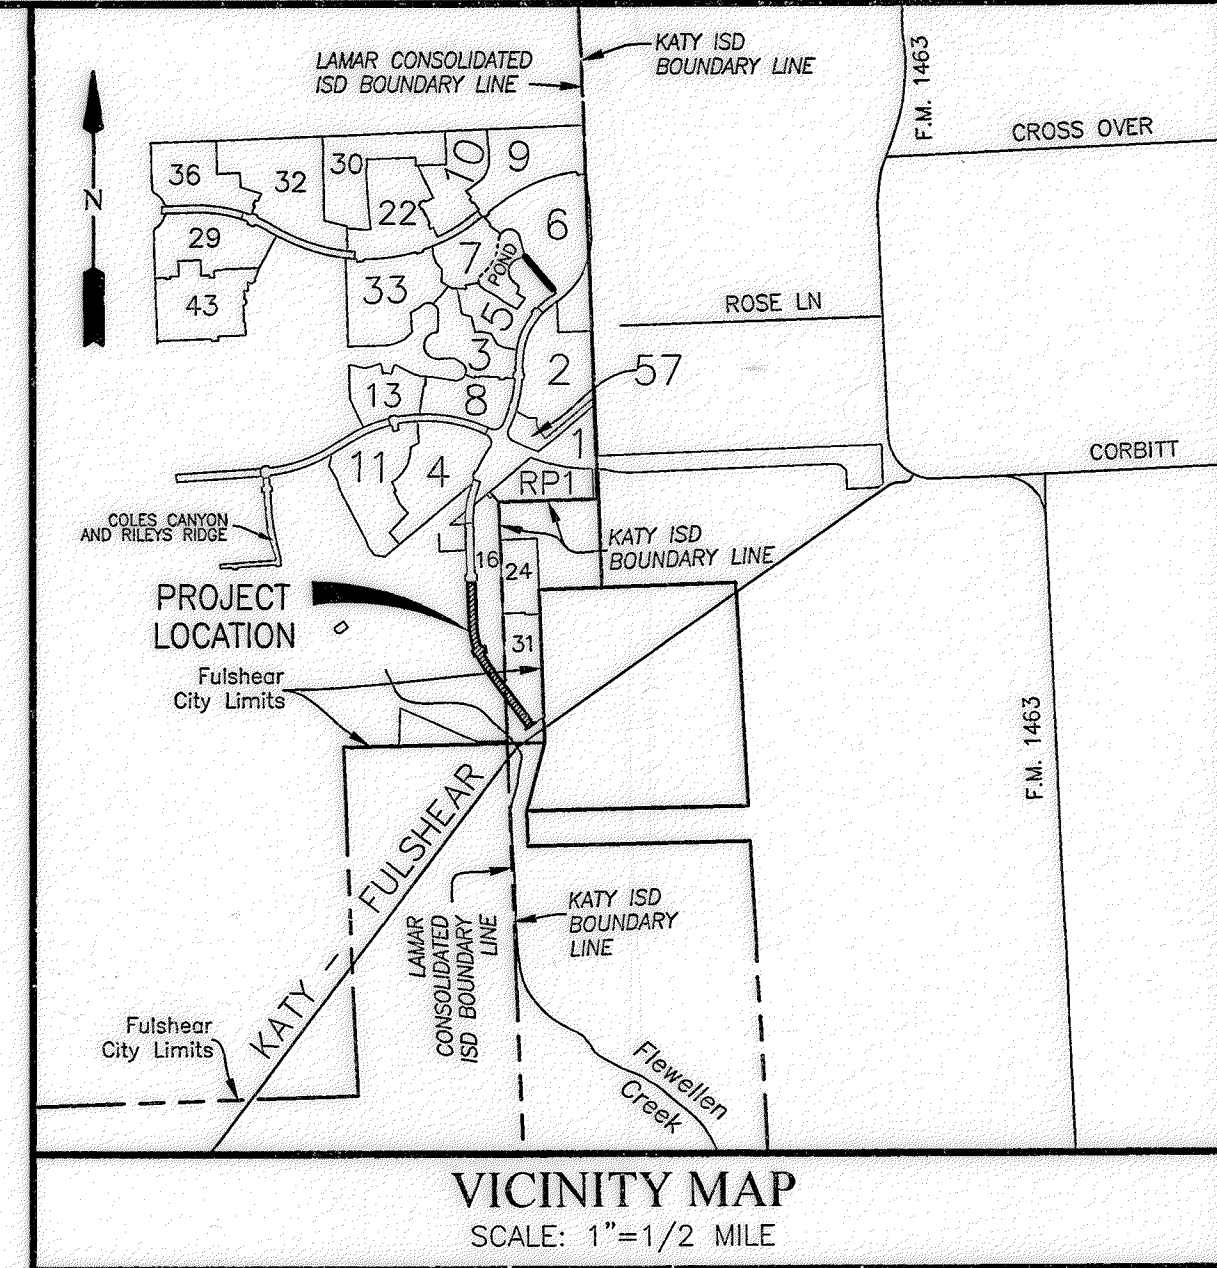 LAMAR CONSOLIDATED
ISD BOUNDARY LINE
KATY ISD
BOUNDARY LINE
F.M. 1463
CROSS OVER
N
36
32
30
10
9
22
6
29
7
POND
43
33
5
ROSE LN
3
2
57
13
8
1
CORBITT
11
4
RP1
COLES CANYON
AND RILEYS RIDGE
KATY ISD
BOUNDARY LINE
16
24
PROJECT
LOCATION
31
Fulshear
City Limits
F.M. 1463
KATY - FULSHEAR
LAMAR
CONSOLIDATED
ISD BOUNDARY
LINE
KATY ISD
BOUNDARY
LINE
Fulshear
City Limits
Flewellen
Creek
VICINITY MAP
SCALE: 1"=1/2 MILE